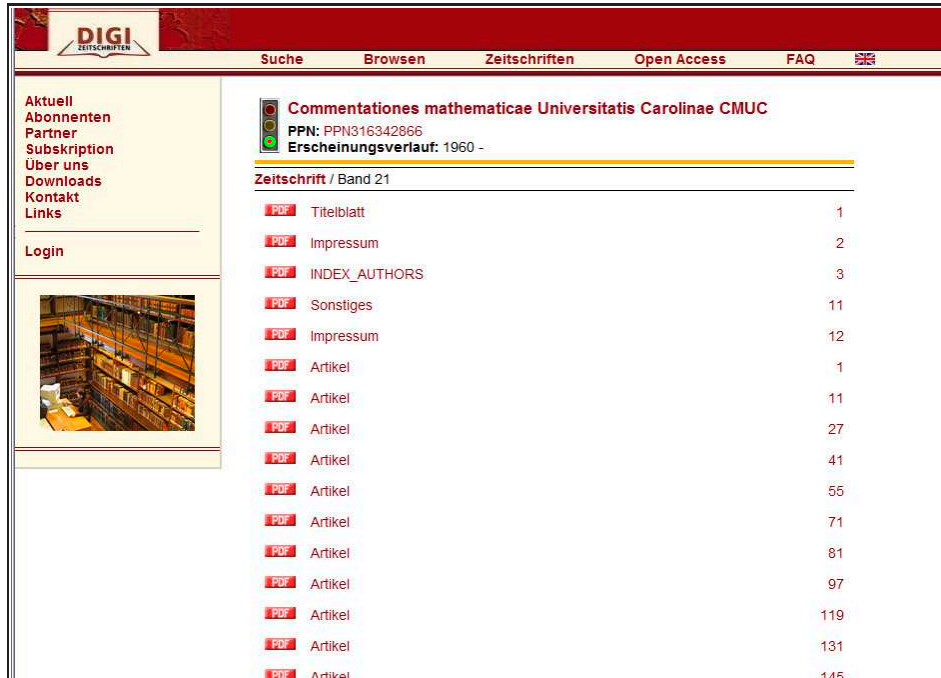 DIGI
ZEITSCHRIFTEN
Suche Browsen Zeitschriften Open Access FAQ
Aktuell
Abonnenten
Partner
Subskription
Über uns
Downloads
Kontakt
Links
Login
Commentationes mathematicae Universitatis Carolinae CMUC
PPN: PPN316342866
Erscheinungsverlauf: 1960 -
Zeitschrift / Band 21
PDF Titelblatt 1
PDF Impressum 2
PDF INDEX_AUTHORS 3
PDF Sonstiges 11
PDF Impressum 12
PDF Artikel 1
PDF Artikel 11
PDF Artikel 27
PDF Artikel 41
PDF Artikel 55
PDF Artikel 71
PDF Artikel 81
PDF Artikel 97
PDF Artikel 119
PDF Artikel 131
PDF Artikel 145